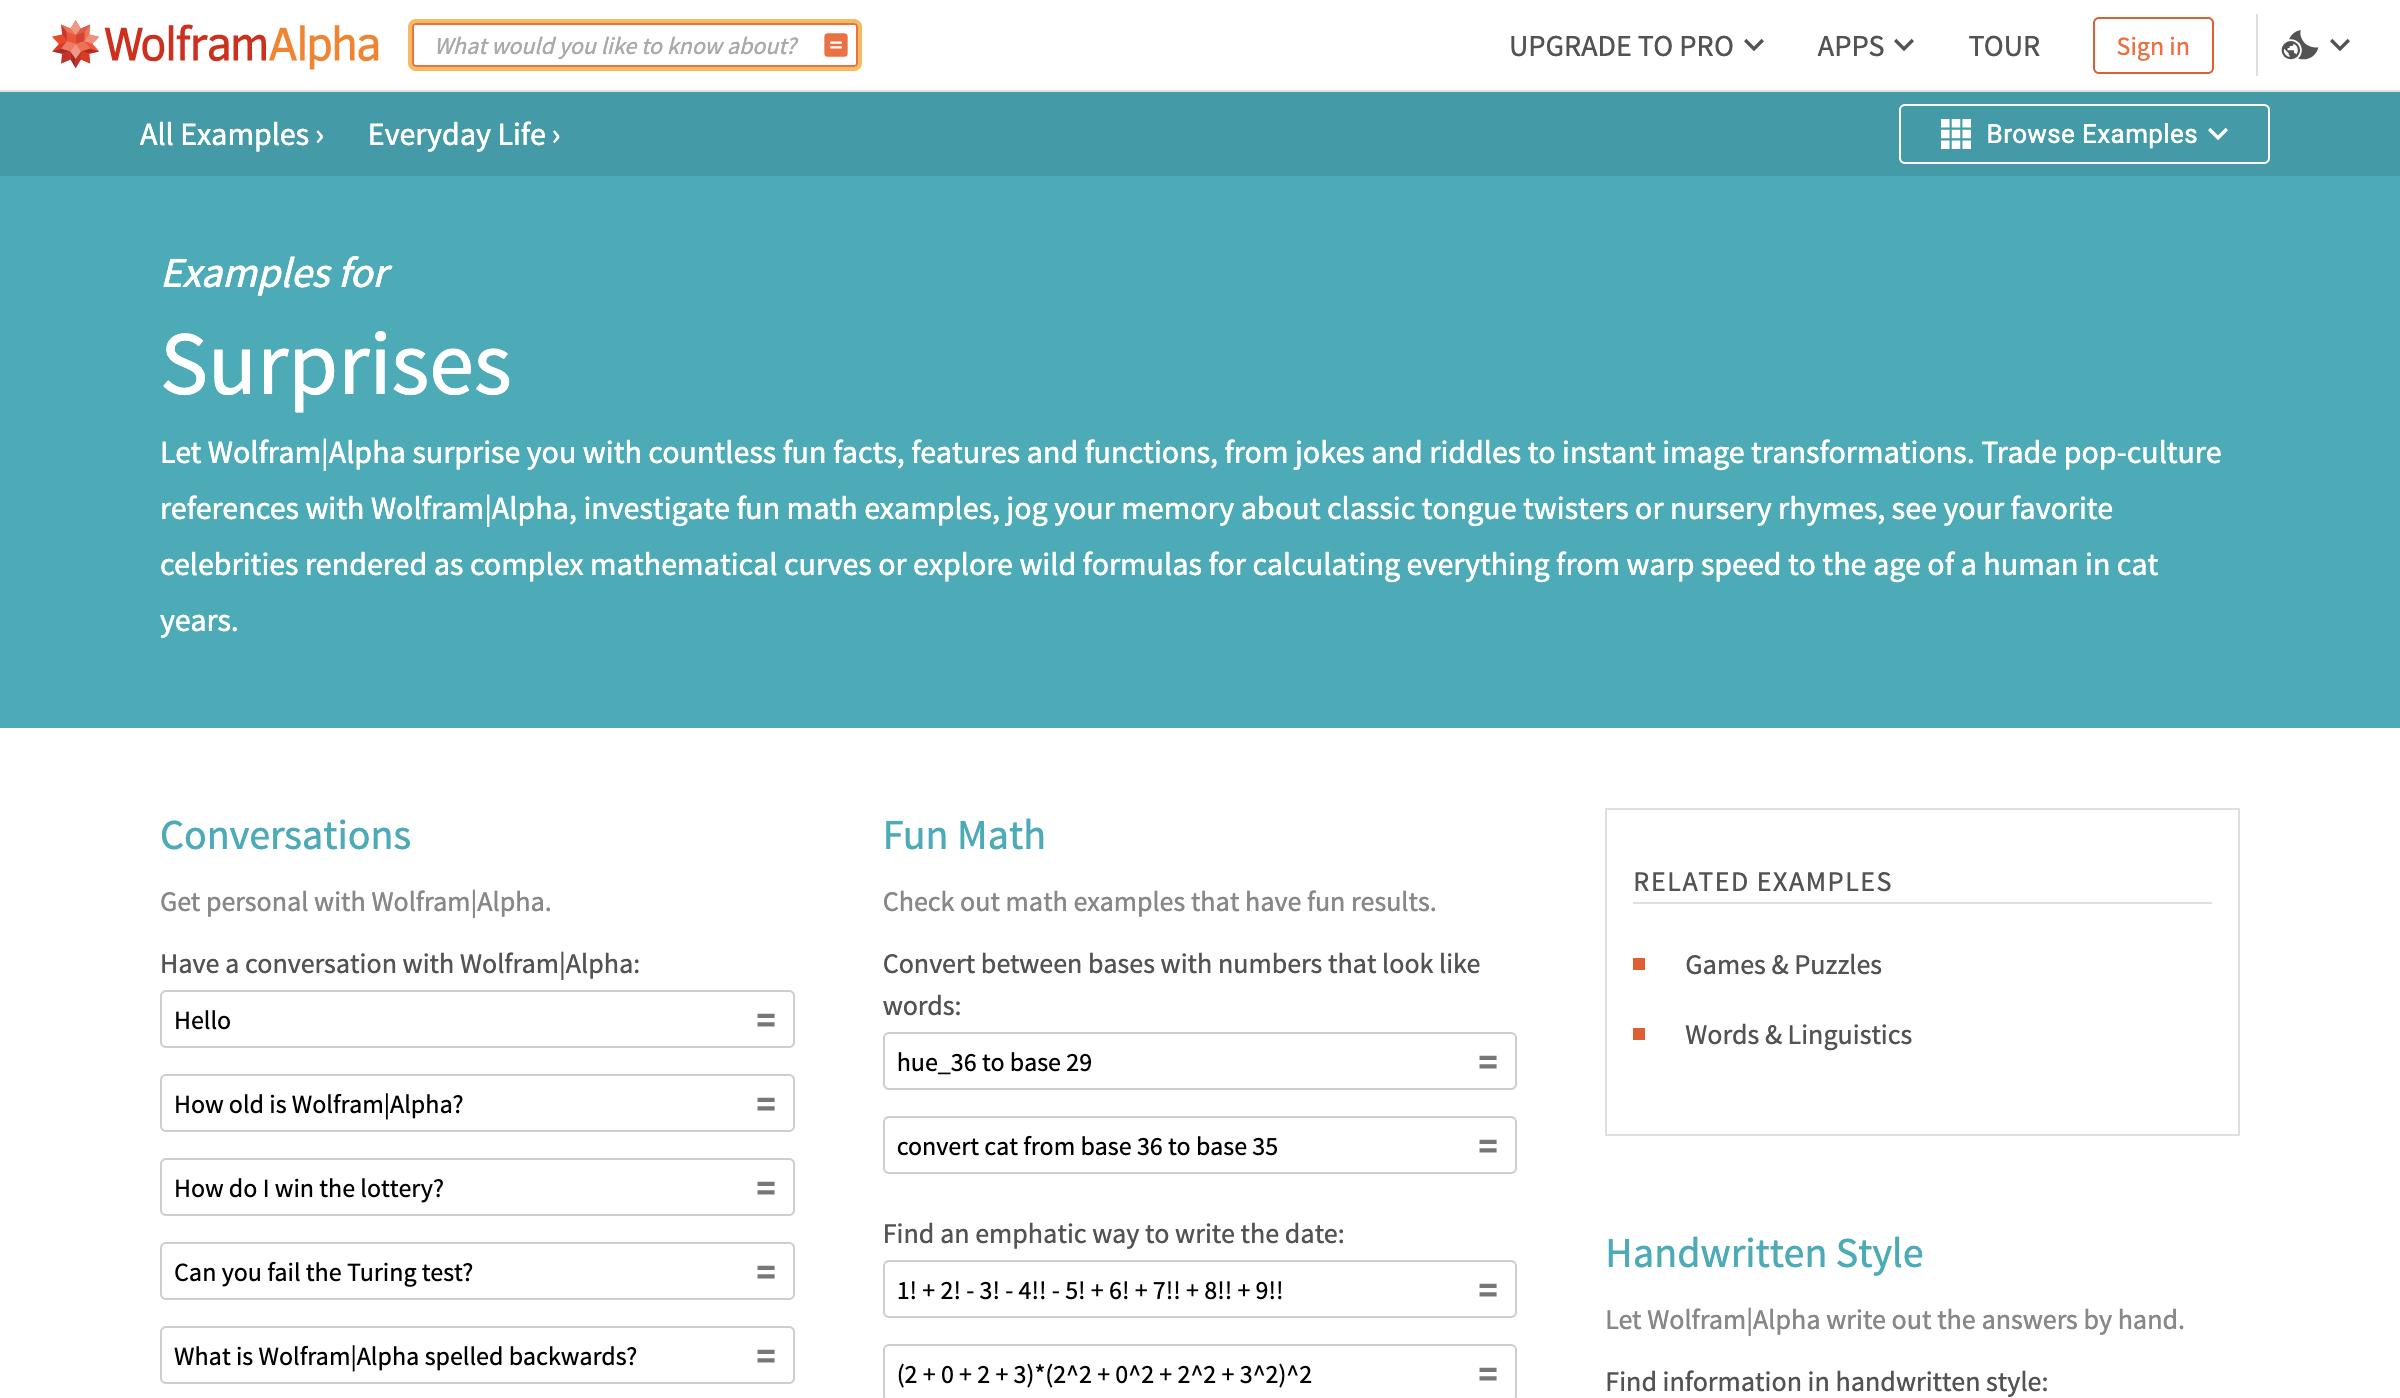 WolframAlpha
What would you like to know about?
UPGRADE TO PRO
APPS
TOUR
Sign in
All Examples ›
Everyday Life ›
Browse Examples
Examples for
Surprises
Let Wolfram|Alpha surprise you with countless fun facts, features and functions, from jokes and riddles to instant image transformations. Trade pop-culture
references with Wolfram|Alpha, investigate fun math examples, jog your memory about classic tongue twisters or nursery rhymes, see your favorite
celebrities rendered as complex mathematical curves or explore wild formulas for calculating everything from warp speed to the age of a human in cat
years.
Conversations
Get personal with Wolfram|Alpha.
Have a conversation with Wolfram|Alpha:
Hello
How old is Wolfram|Alpha?
How do I win the lottery?
Can you fail the Turing test?
What is Wolfram|Alpha spelled backwards?
Fun Math
Check out math examples that have fun results.
Convert between bases with numbers that look like
words:
hue_36 to base 29
convert cat from base 36 to base 35
Find an emphatic way to write the date:
1! + 2! - 3! - 4!! - 5! + 6! + 7!! + 8!! + 9!!
(2 + 0 + 2 + 3)*(2^2 + 0^2 + 2^2 + 3^2)^2
RELATED EXAMPLES
Games & Puzzles
Words & Linguistics
Handwritten Style
Let Wolfram|Alpha write out the answers by hand.
Find information in handwritten style: